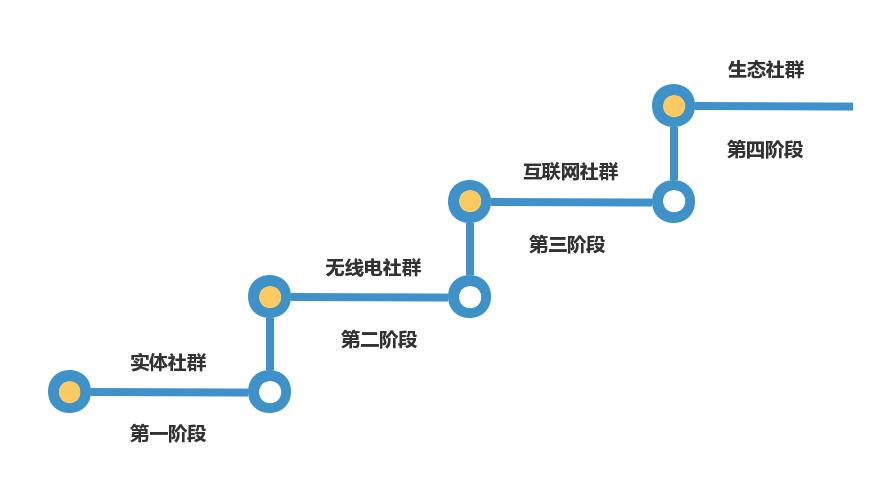 生态社群
第四阶段
互联网社群
第三阶段
无线电社群
第二阶段
实体社群
第一阶段